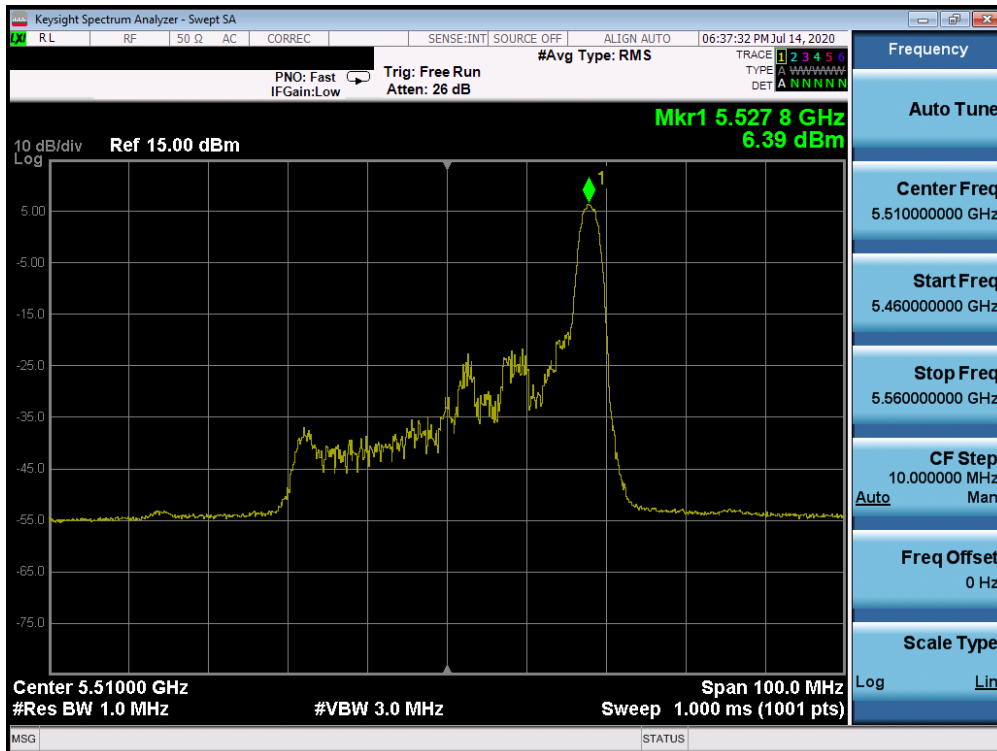 Keysight Spectrum Analyzer - Swept SA
LXI RL RF 50 Ω AC CORREC SENSE:INT SOURCE OFF ALIGN AUTO 06:37:32 PM Jul 14, 2020
#Avg Type: RMS
TRACE 1 2 3 4 5 6
PNO: Fast Trig: Free Run TYPE A WWWWW
IFGain:Low Atten: 26 dB DET A N N N N N
Mkr1 5.527 8 GHz
6.39 dBm
10 dB/div Ref 15.00 dBm
Log
1
5.00
-5.00
-15.0
-25.0
-35.0
-45.0
-55.0
-65.0
-75.0
Center 5.51000 GHz Span 100.0 MHz
#Res BW 1.0 MHz #VBW 3.0 MHz Sweep 1.000 ms (1001 pts)
MSG STATUS
Frequency
Auto Tune
Center Freq
5.510000000 GHz
Start Freq
5.460000000 GHz
Stop Freq
5.560000000 GHz
CF Step
10.000000 MHz
Auto Man
Freq Offset
0 Hz
Scale Type
Log Lin